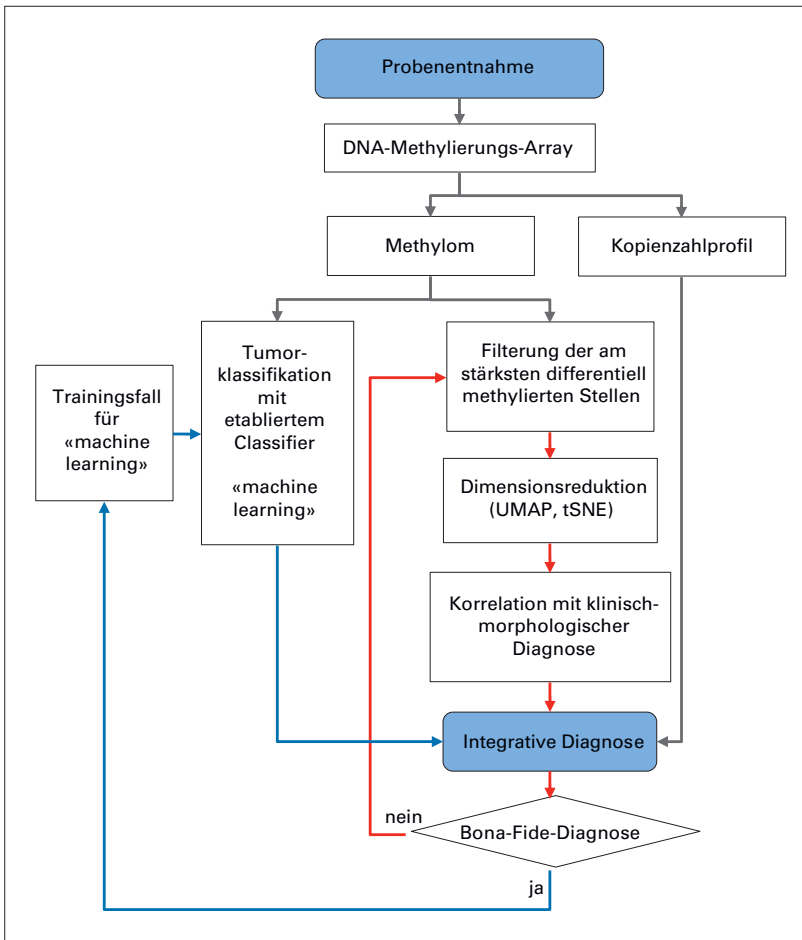 Probenentnahme
DNA-Methylierungs-Array
Methylom
Kopienzahlprofil
Trainingsfall
für
«machine
learning»
Tumor-
klassifikation
mit
etabliertem
Classifier
«machine
learning»
Filterung der am
stärksten differentiell
methylierten Stellen
Dimensionsreduktion
(UMAP, tSNE)
Korrelation mit klinisch-
morphologischer
Diagnose
Integrative Diagnose
nein
Bona-Fide-Diagnose
ja